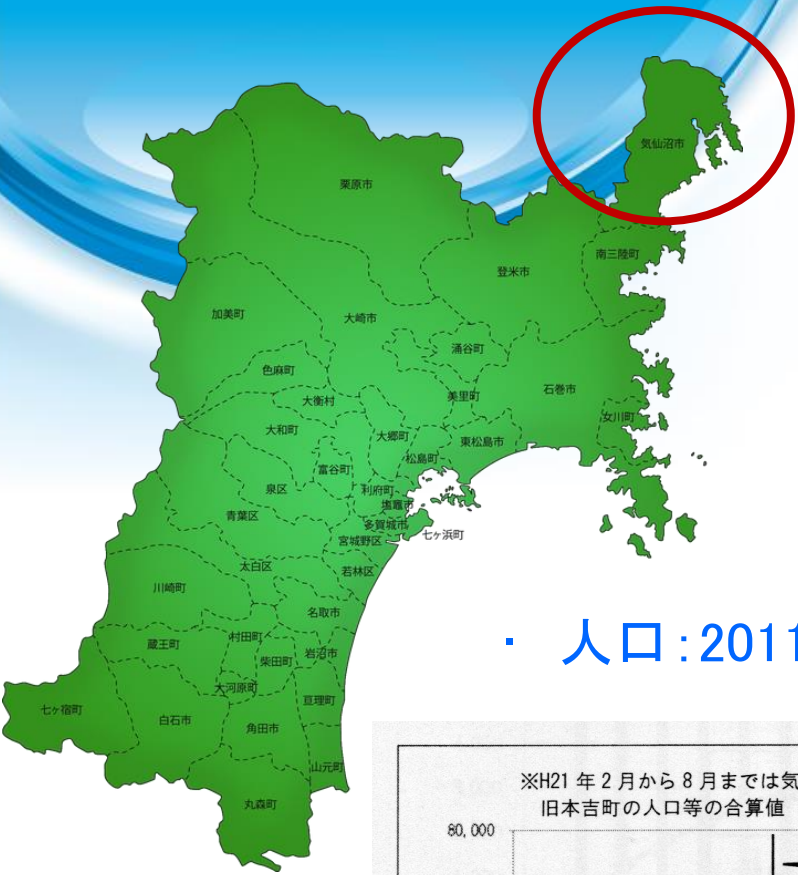 気仙沼市
栗原市
南三陸町
登米市
加美町
大崎市
涌谷町
色麻町
美里町
石巻市
大衡村
女川町
大和町
大郷町
東松島市
松島町
富谷町
泉区
利府町
塩竈市
青葉区
多賀城市
七ヶ浜町
宮城野区
太白区
若林区
川崎町
名取市
村田町
蔵王町
柴田町
岩沼市
大河原町
亘理町
七ヶ宿町
白石市
角田市
山元町
丸森町
・ 人口：2011
※H21 年 2 月から 8 月までは気
旧本吉町の人口等の合算値
80,000